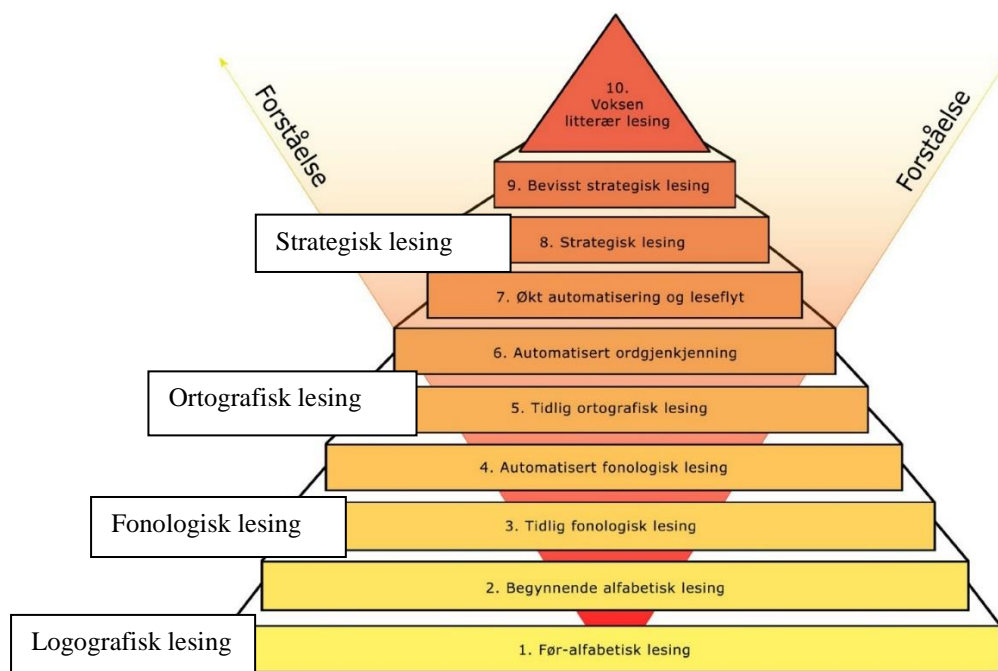 10.
Voksen
litterær lesing
Forståelse
Forståelse
9. Bevisst strategisk lesing
Strategisk lesing
8. Strategisk lesing
7. Økt automatisering og leseflyt
6. Automatisert ordgjenkjenning
Ortografisk lesing
5. Tidlig ortografisk lesing
4. Automatisert fonologisk lesing
Fonologisk lesing
3. Tidlig fonologisk lesing
2. Begynnende alfabetisk lesing
Logografisk lesing
1. Før-alfabetisk lesing